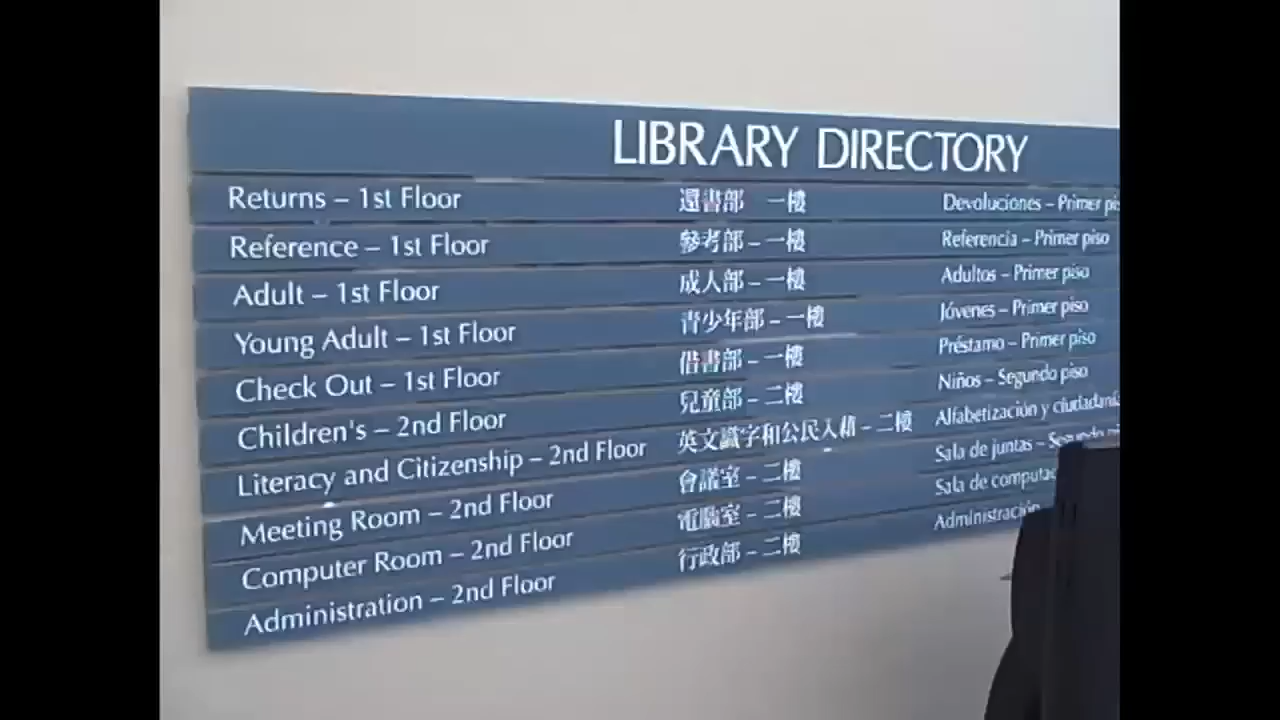 LIBRARY DIRECTORY
Returns – 1st Floor 還書部 一樓 Devoluciones – Primer
Reference – 1st Floor 參考部 – 一樓 Referencia – Primer piso
Adult – 1st Floor 成人部 – 一樓 Adultos – Primer piso
Young Adult – 1st Floor 青少年部 – 一樓 Jóvenes – Primer piso
Check Out – 1st Floor 借書部 – 一樓 Préstamo – Primer piso
Children's – 2nd Floor 兒童部 – 二樓 Niños – Segundo piso
Literacy and Citizenship – 2nd Floor 英文識字和公民入籍 – 二樓 Alfabetización y ciudadanía
Meeting Room – 2nd Floor 會議室 – 二樓 Sala de juntas – Segundo
Computer Room – 2nd Floor 電腦室 – 二樓 Sala de
Administration – 2nd Floor 行政部 – 二樓 Administración